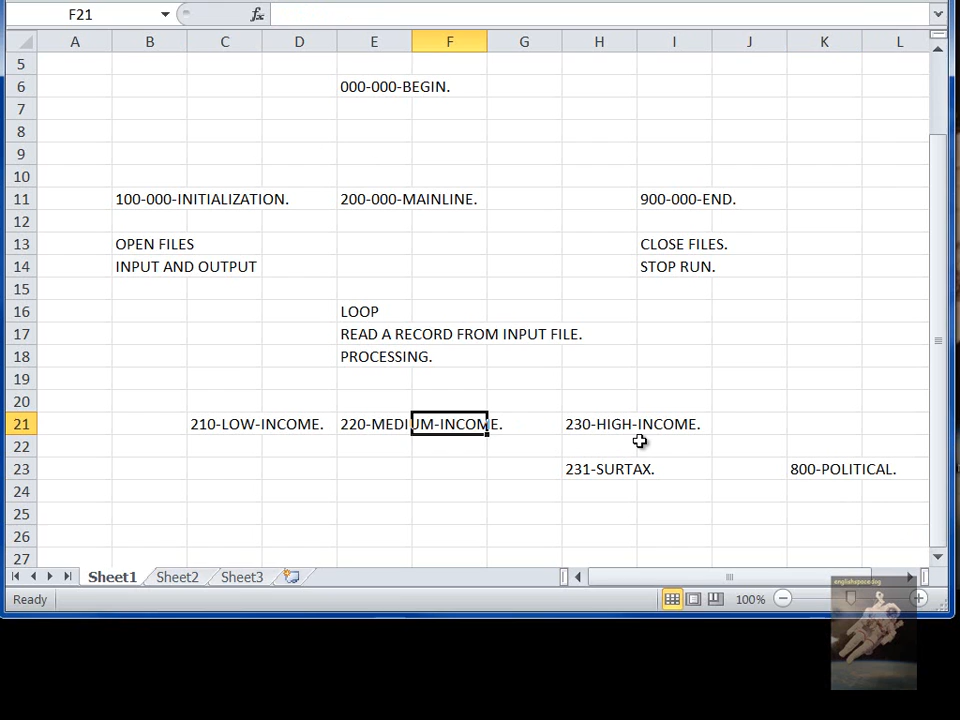 F21
fx
A B C D E F G H I J K L
5
6 000-000-BEGIN.
7
8
9
10
11 100-000-INITIALIZATION. 200-000-MAINLINE. 900-000-END.
12
13 OPEN FILES CLOSE FILES.
14 INPUT AND OUTPUT STOP RUN.
15
16 LOOP
17 READ A RECORD FROM INPUT FILE.
18 PROCESSING.
19
20
21 210-LOW-INCOME. 220-MEDIUM-INCOME. 230-HIGH-INCOME.
22
23 231-SURTAX. 800-POLITICAL.
24
25
26
27
Sheet1 Sheet2 Sheet3
englishspacedog
Ready 100%